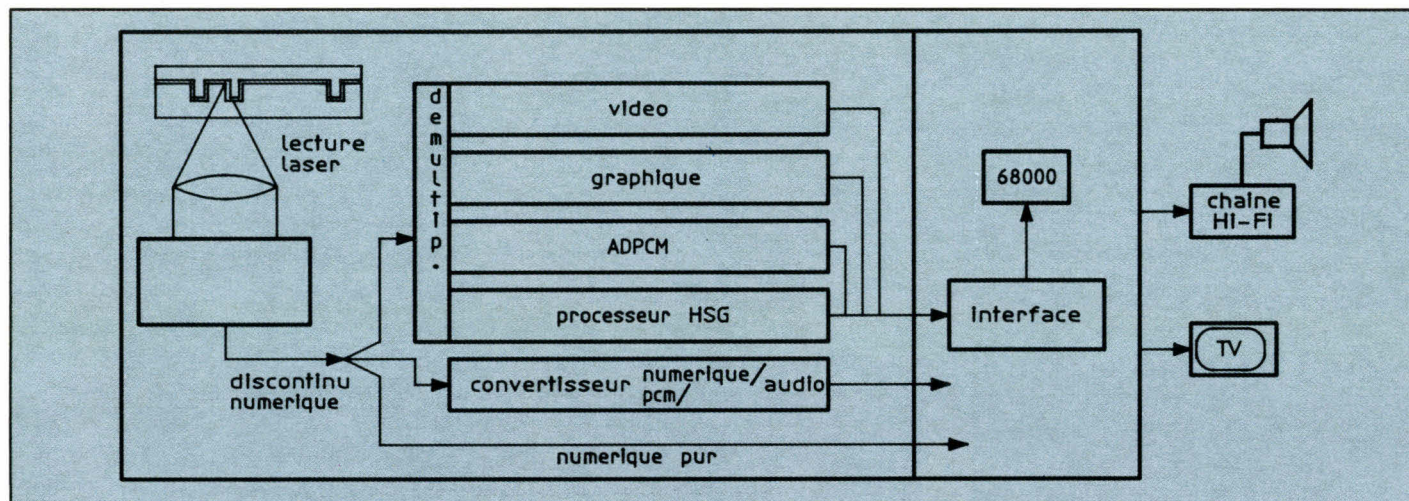 lecture
laser
demultip.
video
graphique
ADPCM
processeur HSG
convertisseur numerique/
pcm/ audio
discontinu
numerique
numerique pur
68000
interface
chaine
Hi-Fi
TV